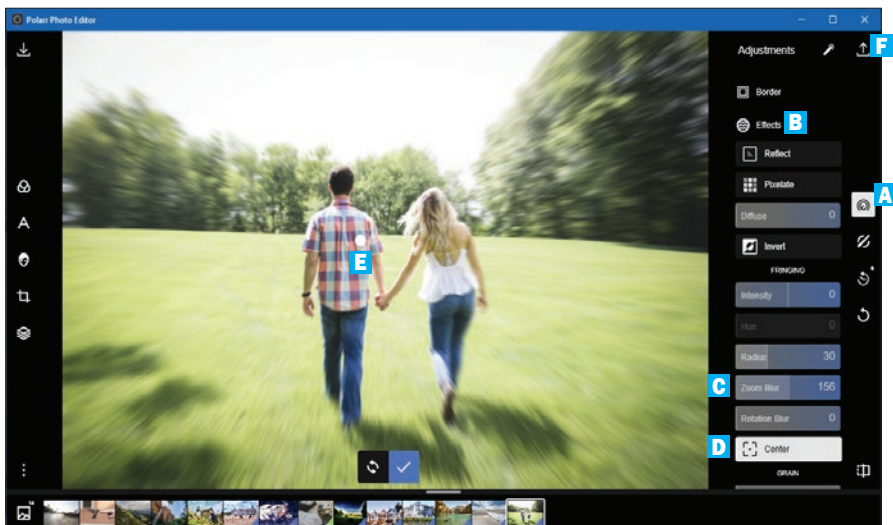 Polarr Photo Editor
Adjustments
F
Border
Effects B
Reflect
Pixelate
A
Diffuse 0
Invert
E
FRINGING
Intensity 0
Hue 0
Radius 30
C Zoom Blur 156
Rotation Blur 0
D Center
GRAIN